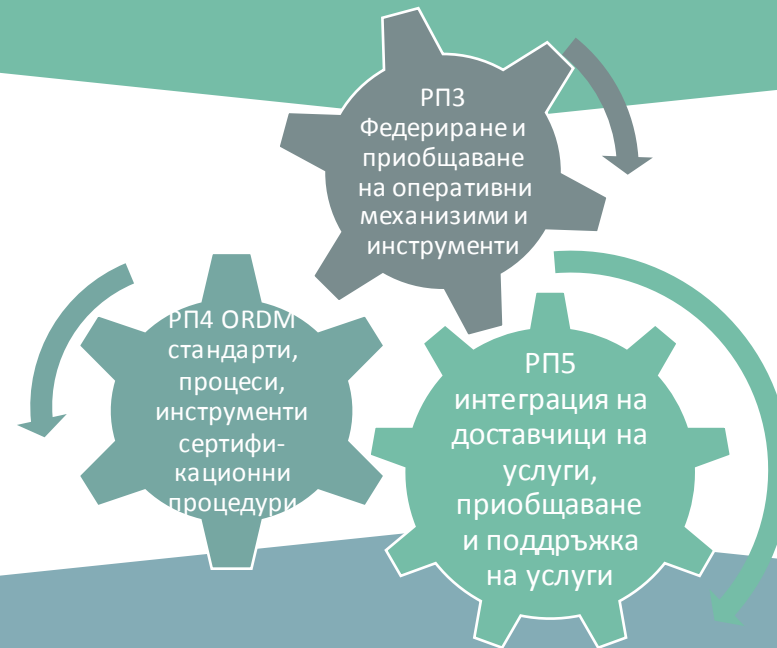 РП3
Федериране и
приобщаване
на оперативни
механизими и
инструменти
РП4 ORDM
стандарти,
процеси,
инструменти
сертифи-
кационни
процедури
РП5
интеграция на
доставчици на
услуги,
приобщаване
и поддръжка
на услуги